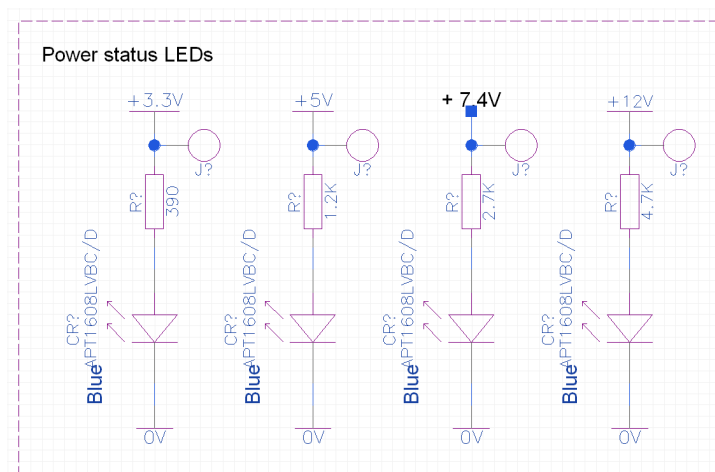 Power status LEDs
+3.3V
+5V
+ 7.4V
+12V
J?
J?
J?
J?
R?
390
R?
1.2K
R?
2.7K
R?
4.7K
CR?
APT1608LVBC/D
Blue
CR?
APT1608LVBC/D
Blue
CR?
APT1608LVBC/D
Blue
CR?
APT1608LVBC/D
Blue
0V
0V
0V
0V